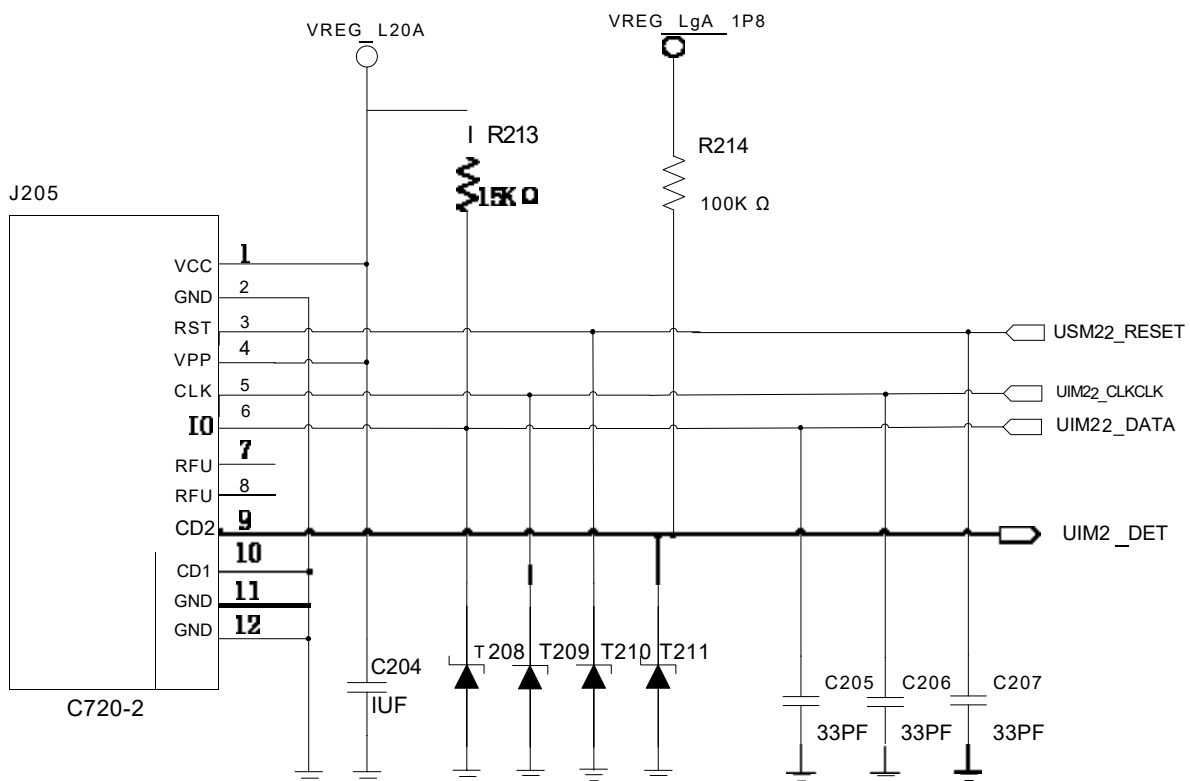 VREG_L20A
VREG_LgA_1P8
I R213
15K Ω
R214
100K Ω
J205
VCC 1
GND 2
RST 3
VPP 4
CLK 5
IO 6
RFU 7
RFU 8
CD2 9
CD1 10
GND 11
GND 12
C720-2
USM22_RESET
UIM22_CLKCLK
UIM22_DATA
UIM2_DET
C204
IUF
T208
T209
T210
T211
C205
33PF
C206
33PF
C207
33PF